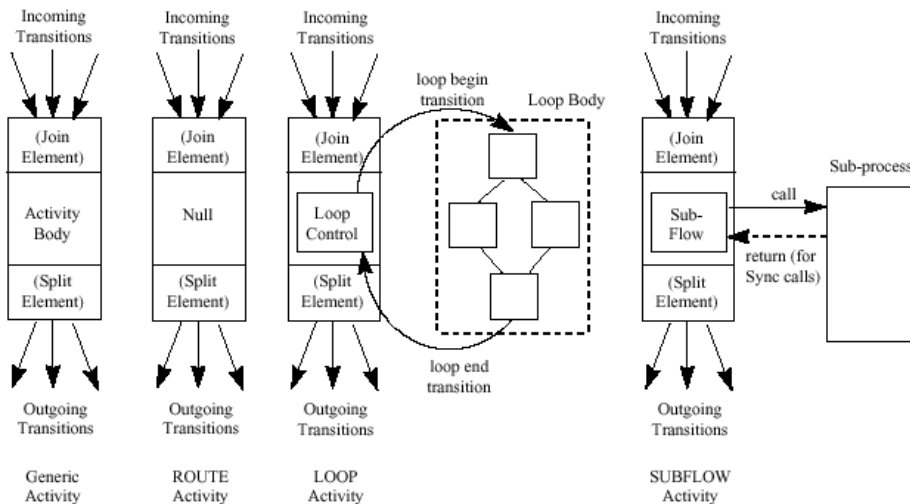 Incoming
Transitions
(Join
Element)
Activity
Body
(Split
Element)
Outgoing
Transitions
Generic
Activity
Incoming
Transitions
(Join
Element)
Null
(Split
Element)
Outgoing
Transitions
ROUTE
Activity
Incoming
Transitions
(Join
Element)
Loop
Control
(Split
Element)
Outgoing
Transitions
LOOP
Activity
loop begin
transition
Loop Body
loop end
transition
Incoming
Transitions
(Join
Element)
Sub-
Flow
(Split
Element)
Outgoing
Transitions
SUBFLOW
Activity
Sub-process
call
return (for
Sync calls)